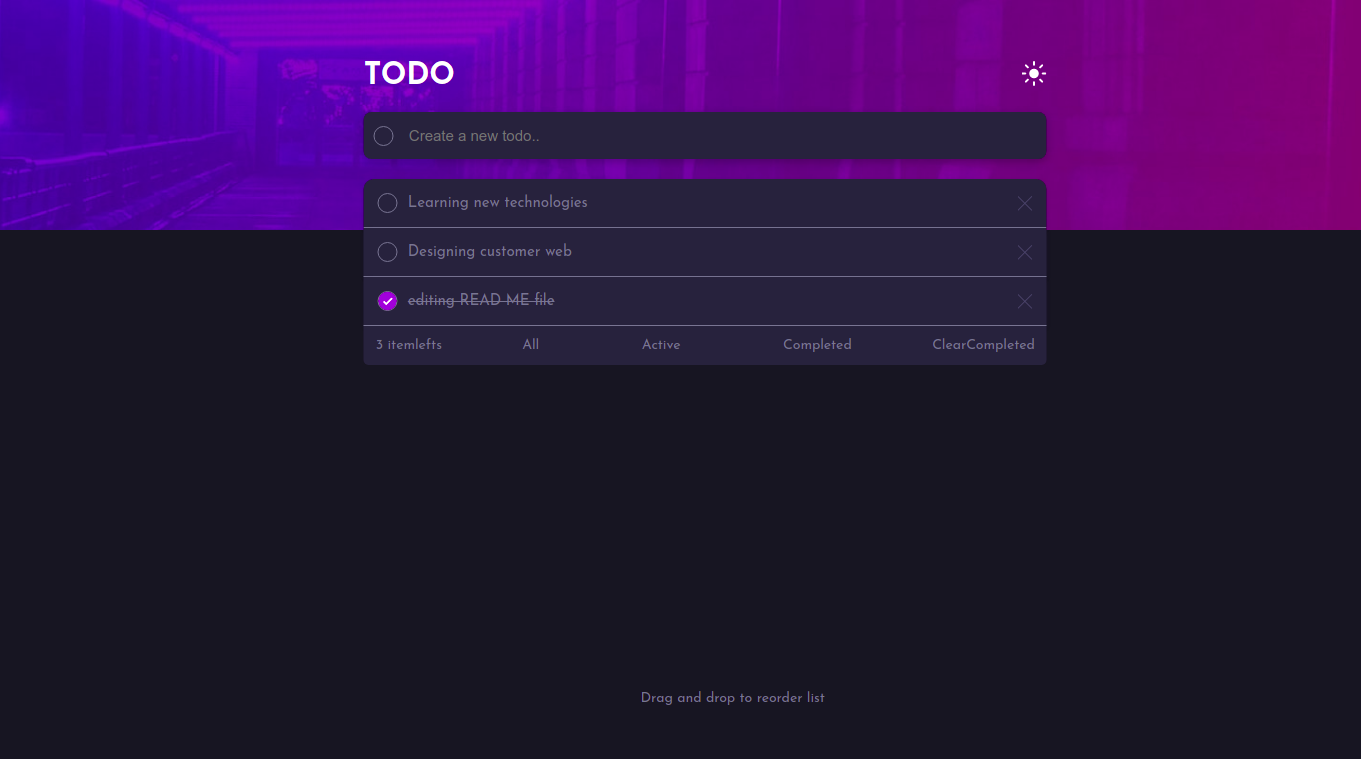 TODO
Create a new todo..
Learning new technologies
Designing customer web
editing READ ME file
3 itemlefts All Active Completed ClearCompleted
Drag and drop to reorder list